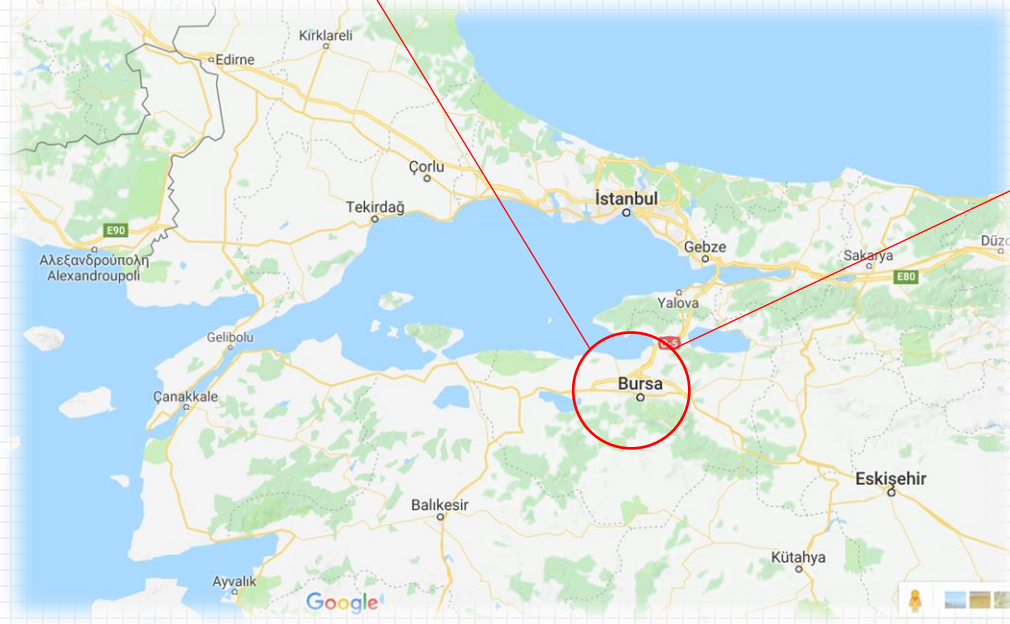 Kırklareli
Edirne
Çorlu
İstanbul
Tekirdağ
E90
Gebze
Αλεξανδρούπολη
Alexandroupoli
Sakarya
E80
Yalova
Gelibolu
Bursa
Çanakkale
Eskişehir
Balıkesir
Kütahya
Ayvalık
Google